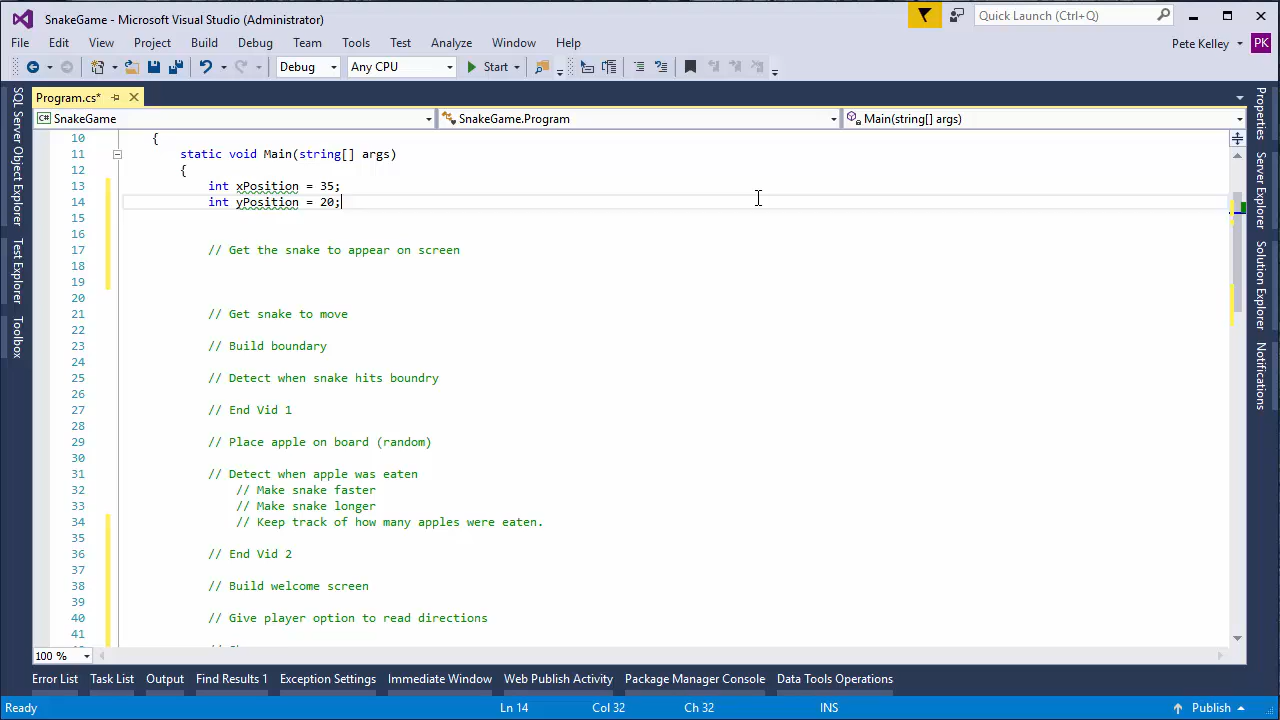 SnakeGame - Microsoft Visual Studio (Administrator)
Quick Launch (Ctrl+Q)
File Edit View Project Build Debug Team Tools Test Analyze Window Help
Pete Kelley PK
Debug Any CPU Start
Program.cs*
C# SnakeGame SnakeGame.Program Main(string[] args)
SQL Server Object Explorer
Test Explorer
Toolbox
10 {
11 static void Main(string[] args)
12 {
13 int xPosition = 35;
14 int yPosition = 20;
15
16
17 // Get the snake to appear on screen
18
19
20
21 // Get snake to move
22
23 // Build boundary
24
25 // Detect when snake hits boundry
26
27 // End Vid 1
28
29 // Place apple on board (random)
30
31 // Detect when apple was eaten
32 // Make snake faster
33 // Make snake longer
34 // Keep track of how many apples were eaten.
35
36 // End Vid 2
37
38 // Build welcome screen
39
40 // Give player option to read directions
41
Properties
Server Explorer
Solution Explorer
Notifications
100 %
Error List Task List Output Find Results 1 Exception Settings Immediate Window Web Publish Activity Package Manager Console Data Tools Operations
Ready Ln 14 Col 32 Ch 32 INS Publish